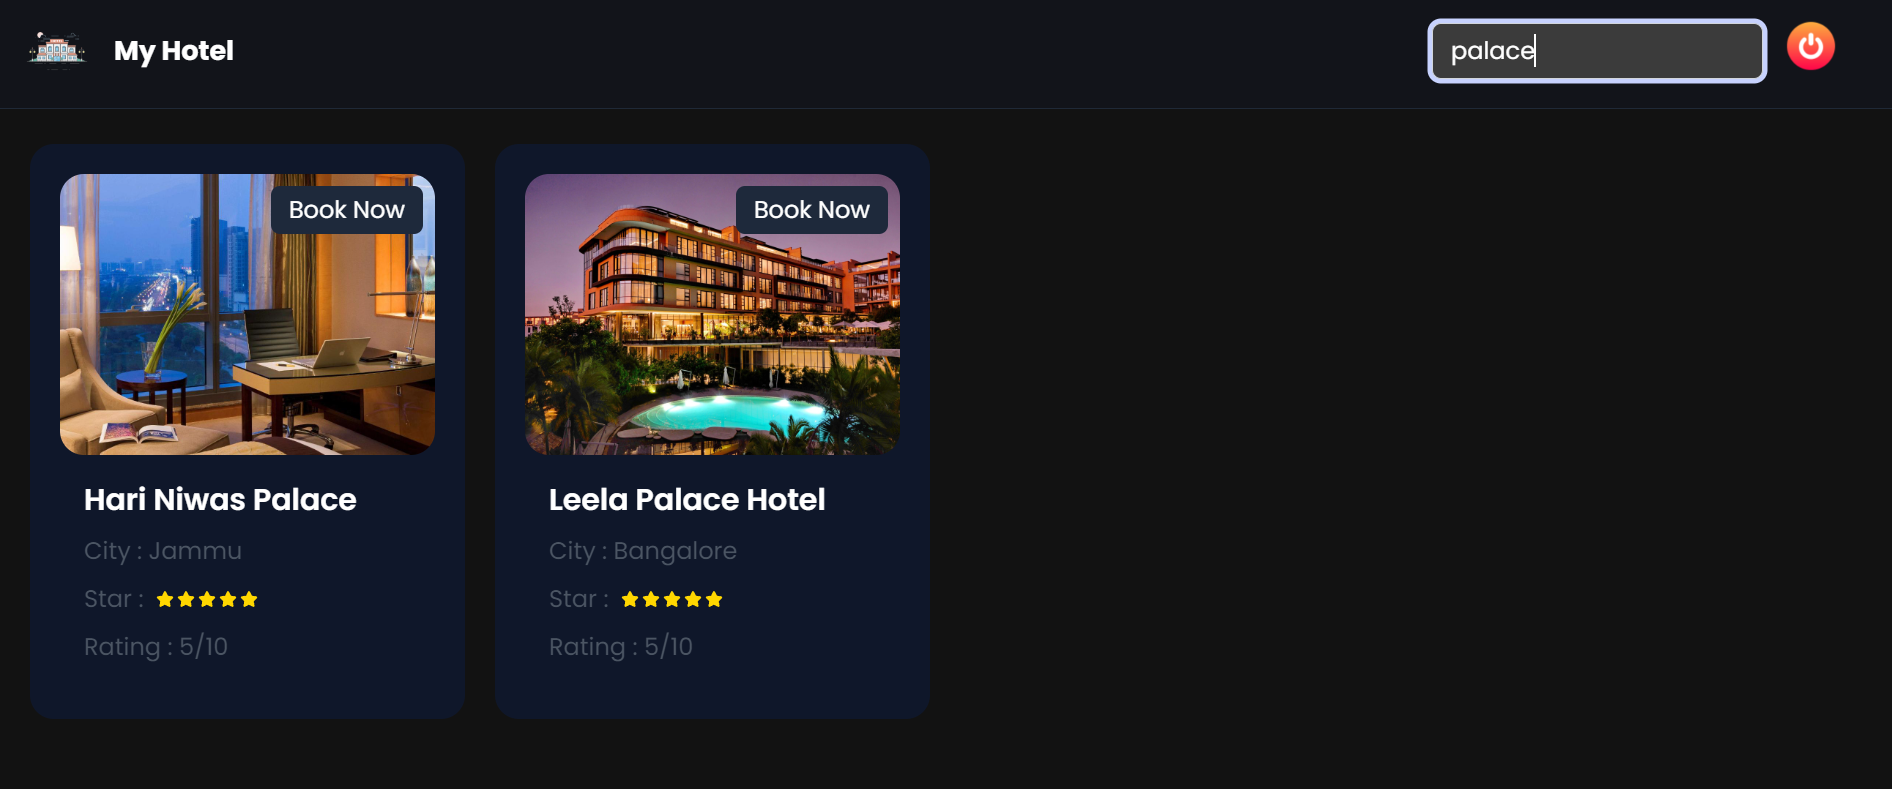 My Hotel
palace
Book Now
Hari Niwas Palace
City : Jammu
Star :
Rating : 5/10
Book Now
Leela Palace Hotel
City : Bangalore
Star :
Rating : 5/10